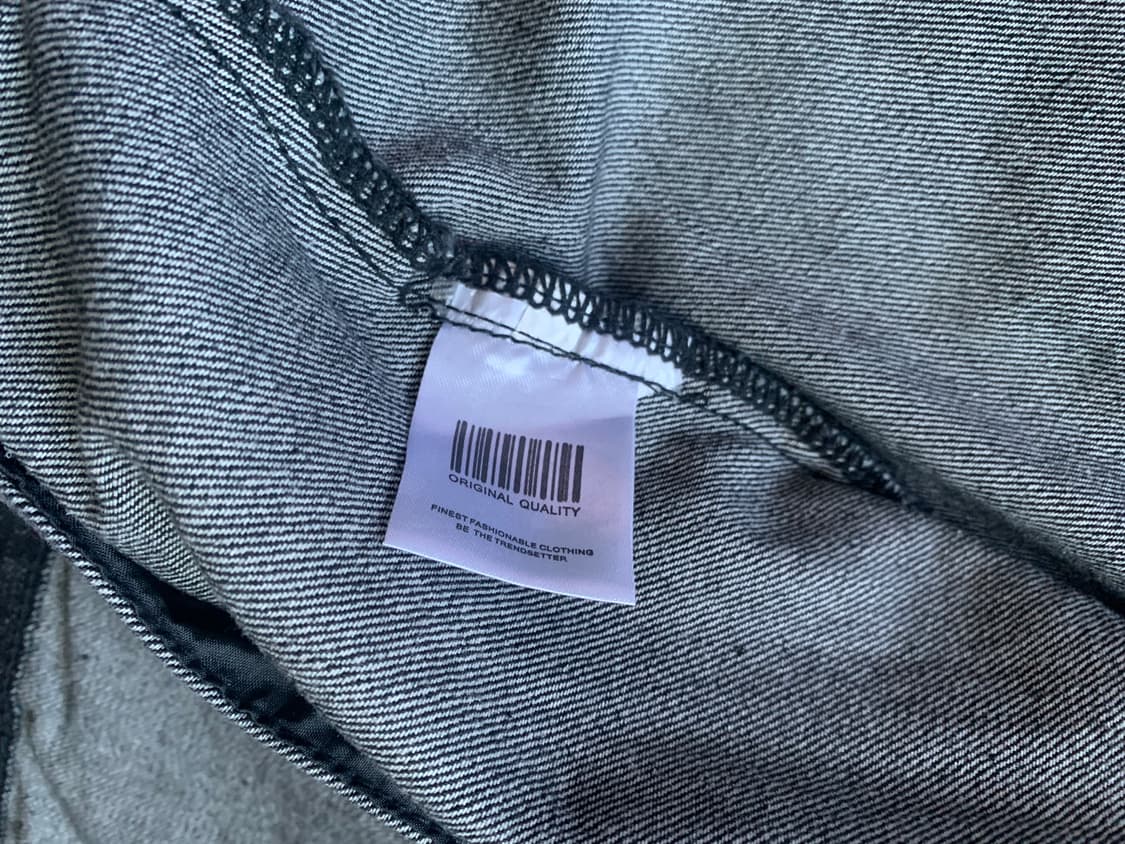 ORIGINAL QUALITY
FINEST FASHIONABLE CLOTHING
BE THE TRENDSETTER